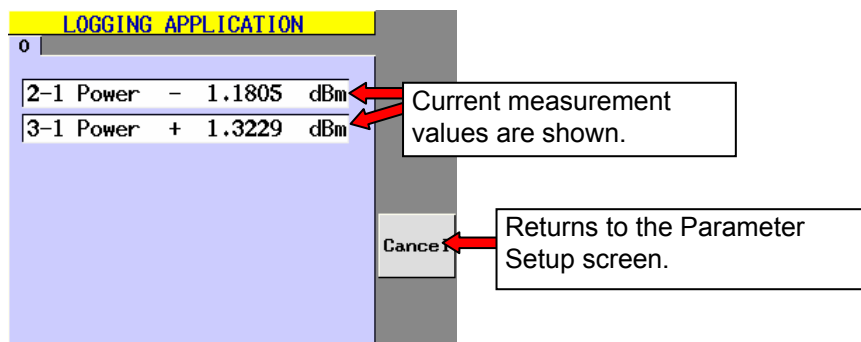 LOGGING APPLICATION
0
2-1 Power - 1.1805 dBm
3-1 Power + 1.3229 dBm
Current measurement
values are shown.
Cancel
Returns to the Parameter
Setup screen.